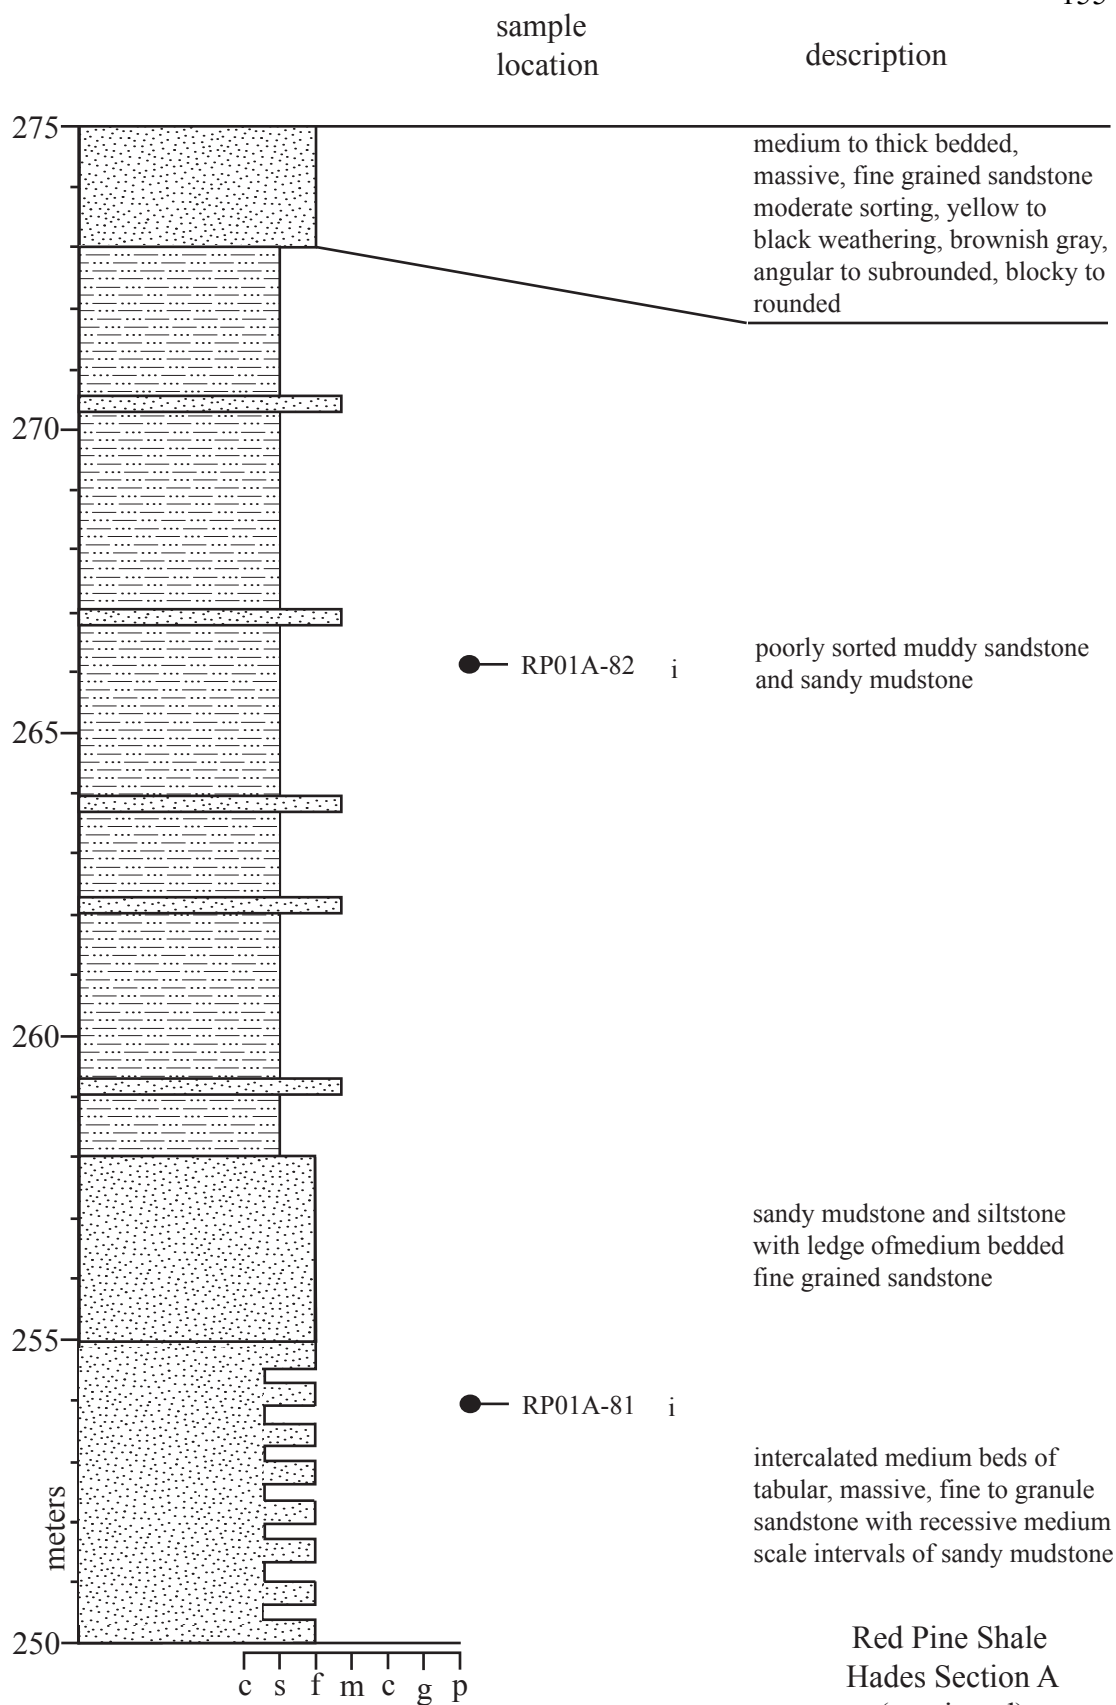 sample
location
description
275
medium to thick bedded,
massive, fine grained sandstone
moderate sorting, yellow to
black weathering, brownish gray,
angular to subrounded, blocky to
rounded
270
RP01A-82 i
poorly sorted muddy sandstone
and sandy mudstone
265
260
sandy mudstone and siltstone
with ledge ofmedium bedded
fine grained sandstone
255
RP01A-81 i
intercalated medium beds of
tabular, massive, fine to granule
sandstone with recessive medium
scale intervals of sandy mudstone
meters
250
c s f m c g p
Red Pine Shale
Hades Section A